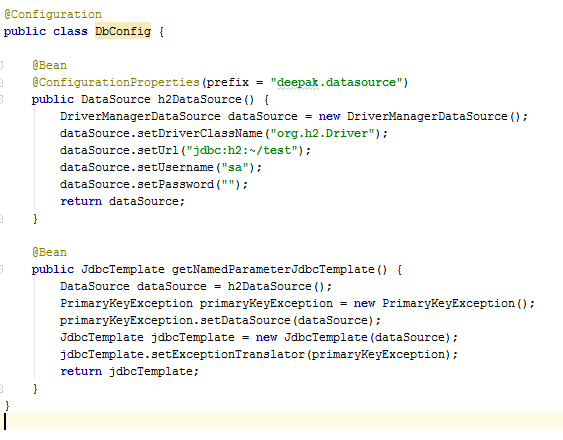 @Configuration
public class DbConfig {
@Bean
@ConfigurationProperties(prefix = "deepak.datasource")
public DataSource h2DataSource() {
DriverManagerDataSource dataSource = new DriverManagerDataSource();
dataSource.setDriverClassName("org.h2.Driver");
dataSource.setUrl("jdbc:h2:~/test");
dataSource.setUsername("sa");
dataSource.setPassword("");
return dataSource;
}
@Bean
public JdbcTemplate getNamedParameterJdbcTemplate() {
DataSource dataSource = h2DataSource();
PrimaryKeyException primaryKeyException = new PrimaryKeyException();
primaryKeyException.setDataSource(dataSource);
JdbcTemplate jdbcTemplate = new JdbcTemplate(dataSource);
jdbcTemplate.setExceptionTranslator(primaryKeyException);
return jdbcTemplate;
}
}